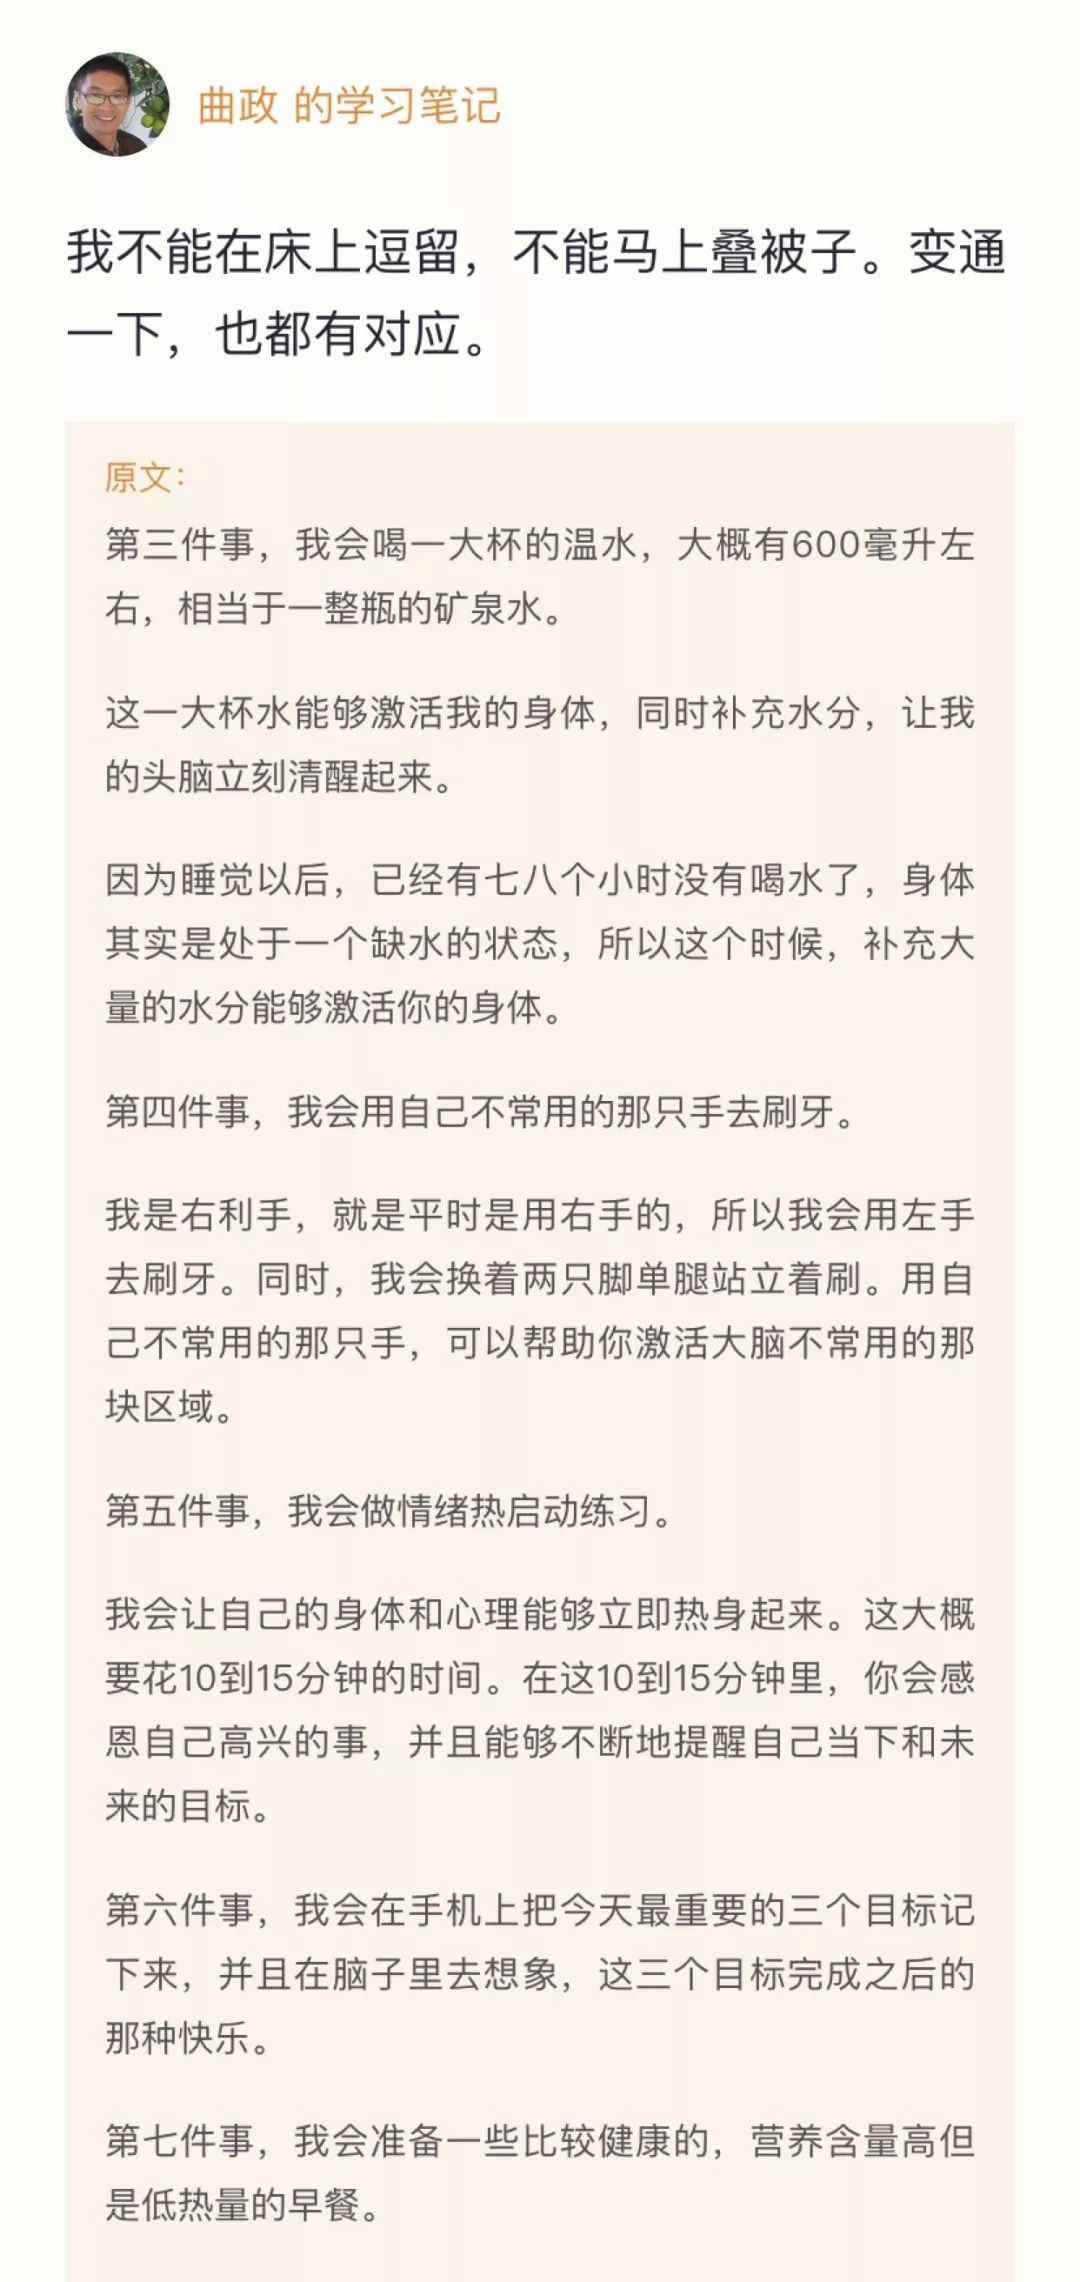 曲政 的学习笔记
我不能在床上逗留，不能马上叠被子。变通
一下，也都有对应。
原文：
第三件事，我会喝一大杯的温水，大概有600毫升左
右，相当于一整瓶的矿泉水。
这一大杯水能够激活我的身体，同时补充水分，让我
的头脑立刻清醒起来。
因为睡觉以后，已经有七八个小时没有喝水了，身体
其实是处于一个缺水的状态，所以这个时候，补充大
量的水分能够激活你的身体。
第四件事，我会用自己不常用的那只手去刷牙。
我是右利手，就是平时是用右手的，所以我会用左手
去刷牙。同时，我会换着两只脚单腿站立着刷。用自
己不常用的那只手，可以帮助你激活大脑不常用的那
块区域。
第五件事，我会做情绪热启动练习。
我会让自己的身体和心理能够立即热身起来。这大概
要花10到15分钟的时间。在这10到15分钟里，你会感
恩自己高兴的事，并且能够不断地提醒自己当下和未
来的目标。
第六件事，我会在手机上把今天最重要的三个目标记
下来，并且在脑子里去想象，这三个目标完成之后的
那种快乐。
第七件事，我会准备一些比较健康的，营养含量高但
是低热量的早餐。